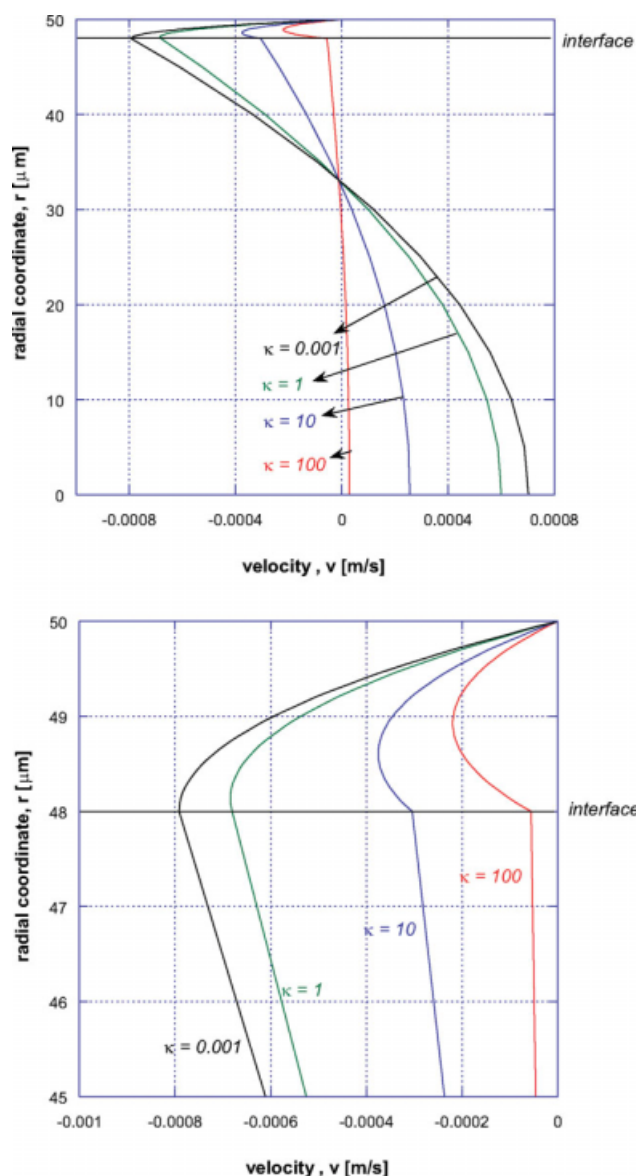 50
interface
40
30
20
10
0
radial coordinate, r [μm]
κ = 0.001
κ = 1
κ = 10
κ = 100
-0.0008
-0.0004
0
0.0004
0.0008
velocity , v [m/s]
50
49
48
interface
47
46
45
radial coordinate, r [μm]
κ = 100
κ = 10
κ = 1
κ = 0.001
-0.001
-0.0008
-0.0006
-0.0004
-0.0002
0
velocity , v [m/s]